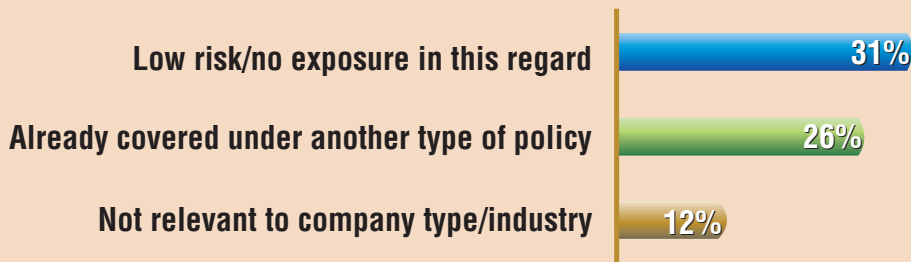 Low risk/no exposure in this regard 31%
Already covered under another type of policy 26%
Not relevant to company type/industry 12%